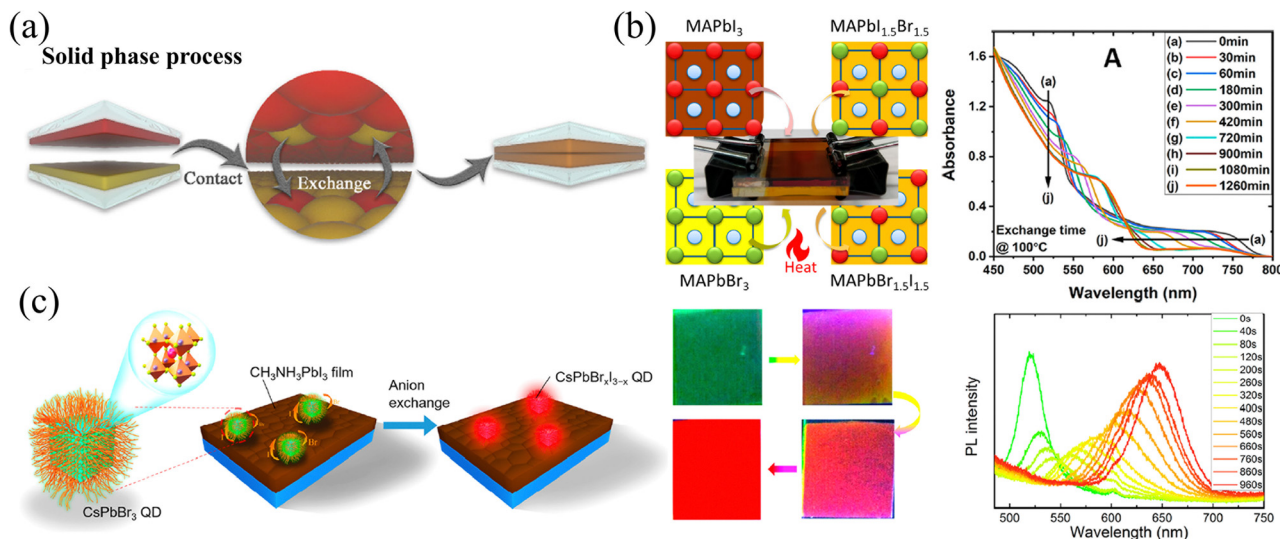 (a)
Solid phase process
Contact
Exchange
(b)
MAPbI₃
MAPbI₁.₅Br₁.₅
MAPbBr₃
Heat
MAPbBr₁.₅I₁.₅
A
(a) 0min
(b) 30min
(c) 60min
(d) 180min
(e) 300min
(f) 420min
(g) 720min
(h) 900min
(i) 1080min
(j) 1260min
(a)
(j)
(j)
(a)
Exchange time
@ 100°C
Absorbance
1.6
1.2
0.8
0.4
0.0
450 500 550 600 650 700 750 800
Wavelength (nm)
(c)
CsPbBr₃ QD
CH₃NH₃PbI₃ film
Br
Anion
exchange
CsPbBrₓI₃₋ₓ QD
PL intensity
0s
40s
80s
120s
200s
260s
320s
400s
480s
560s
660s
760s
860s
960s
500 550 600 650 700 750
Wavelength (nm)